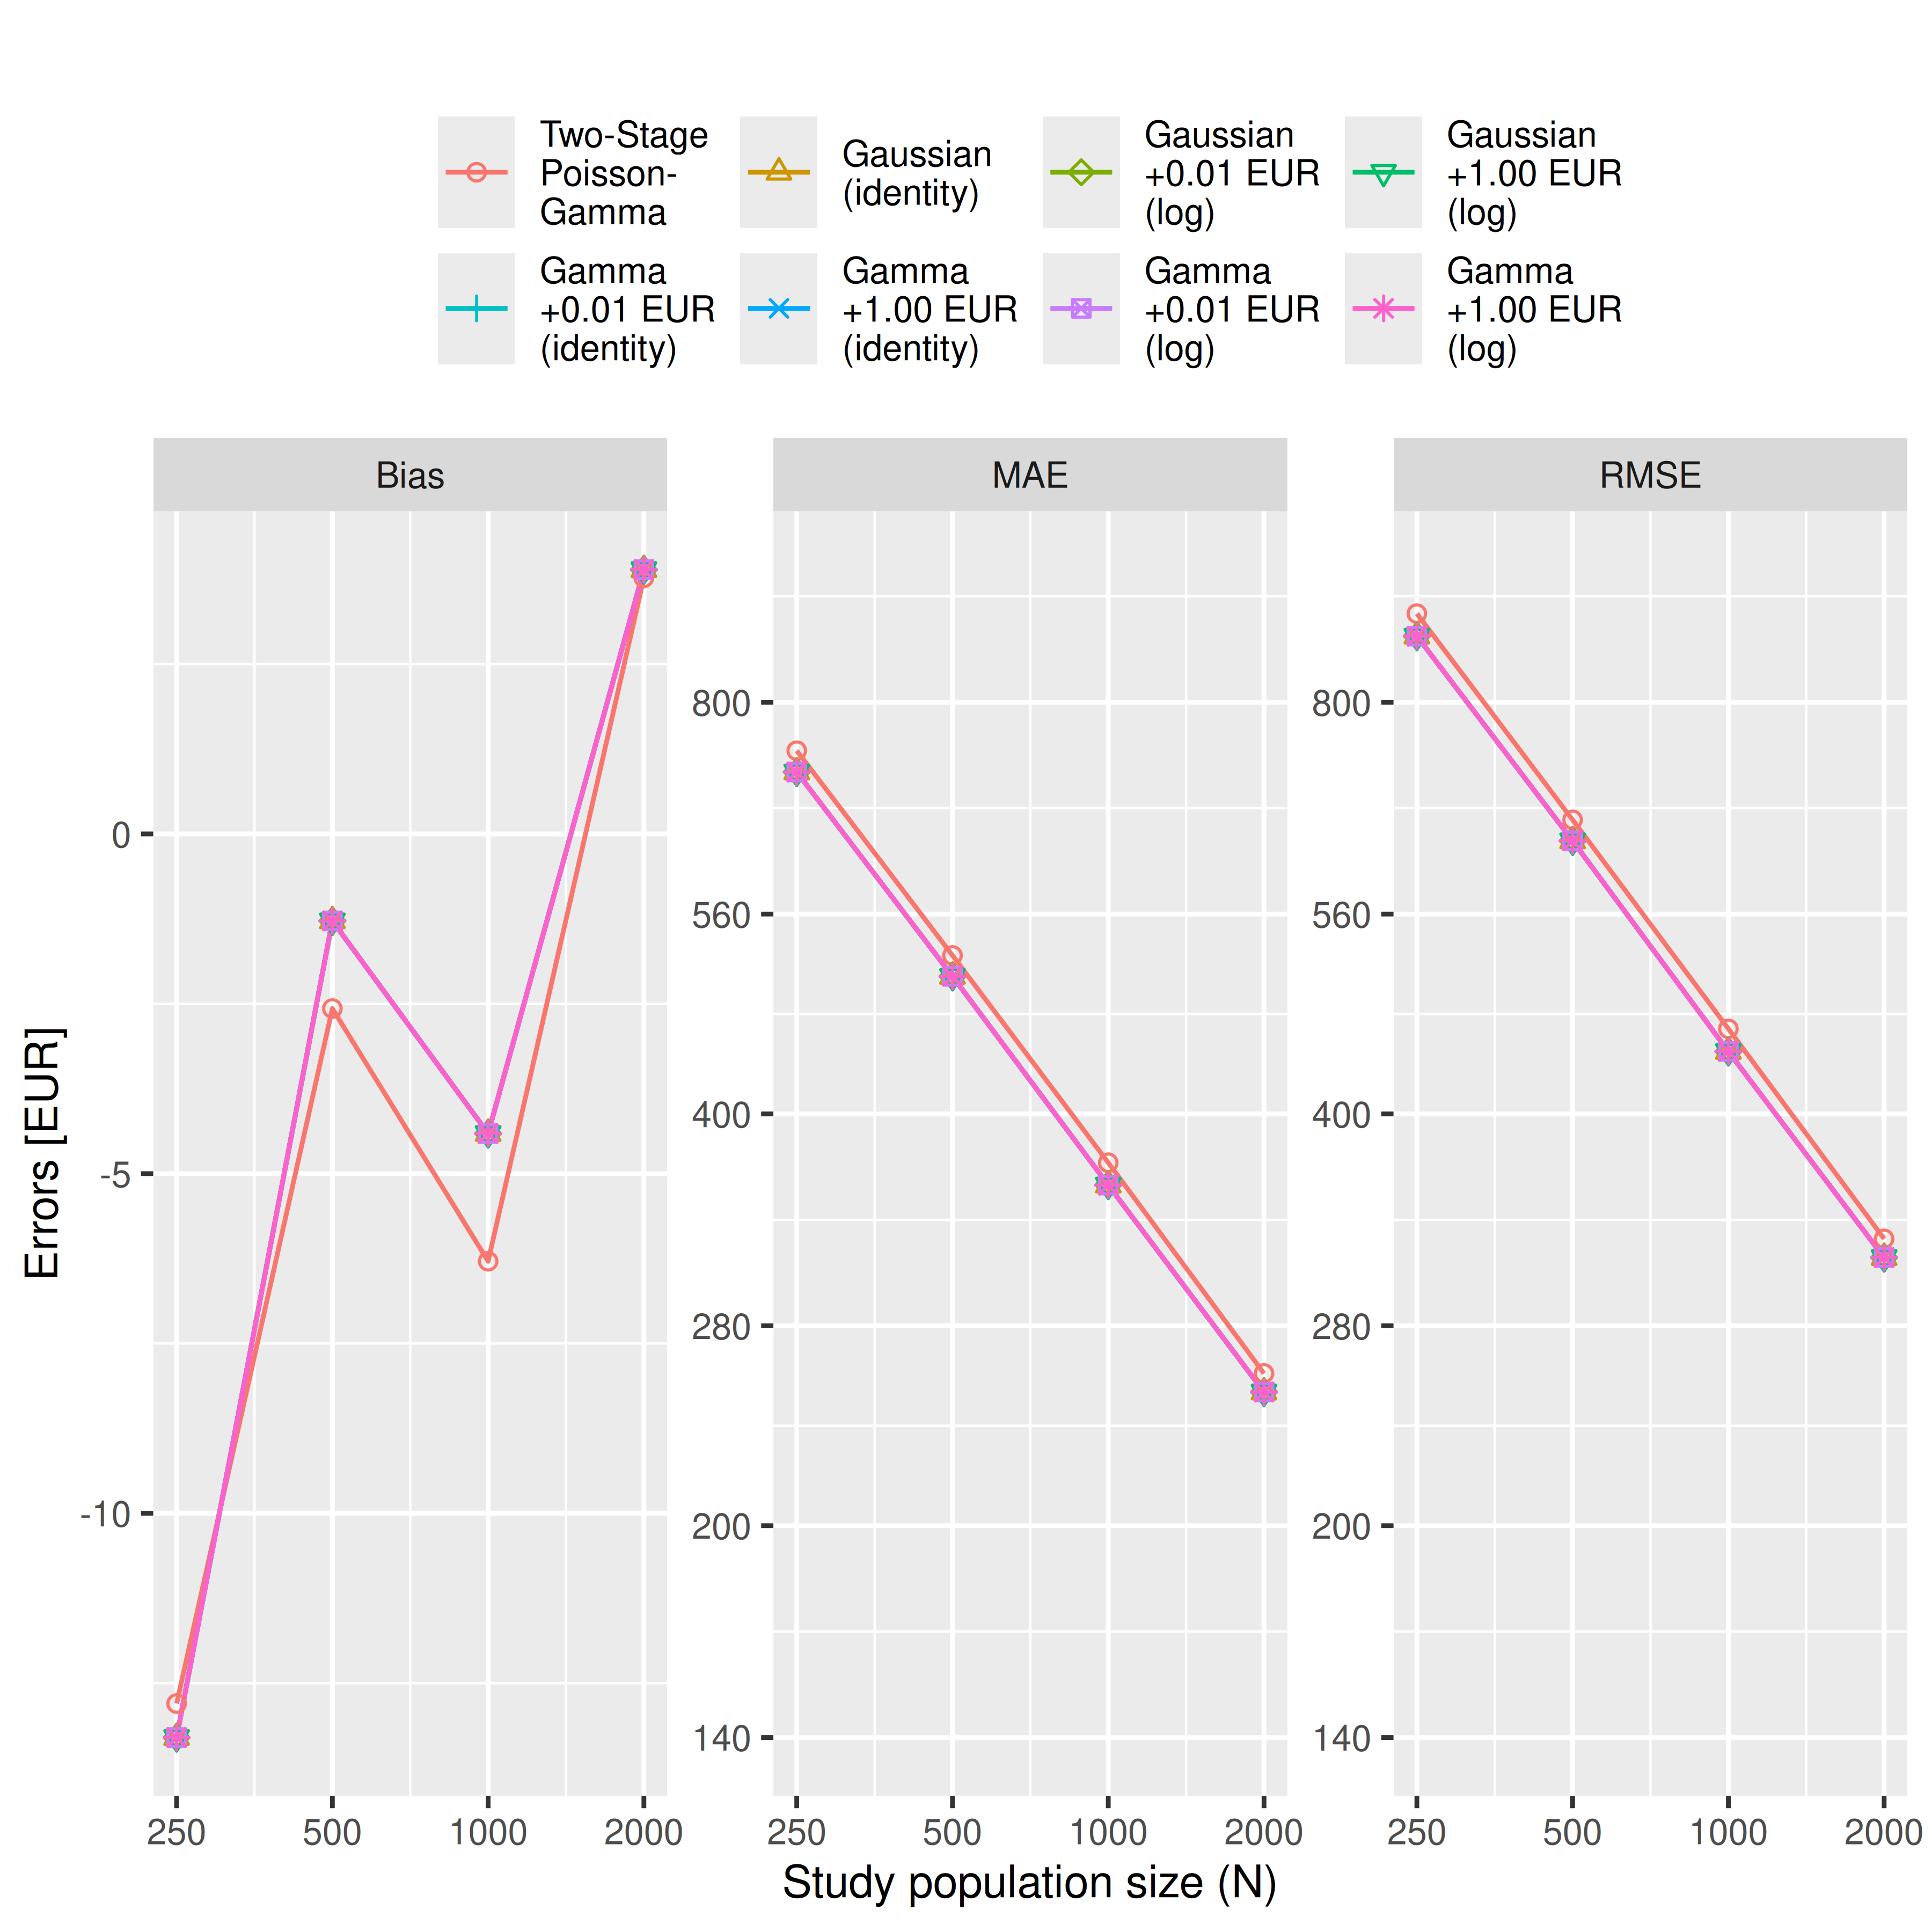 Two-Stage
Poisson-
Gamma
Gaussian
(identity)
Gaussian
+0.01 EUR
(log)
Gaussian
+1.00 EUR
(log)
Gamma
+0.01 EUR
(identity)
Gamma
+1.00 EUR
(identity)
Gamma
+0.01 EUR
(log)
Gamma
+1.00 EUR
(log)
Bias
MAE
RMSE
Errors [EUR]
0
-5
-10
800
560
400
280
200
140
800
560
400
280
200
140
250 500 1000 2000
250 500 1000 2000
250 500 1000 2000
Study population size (N)